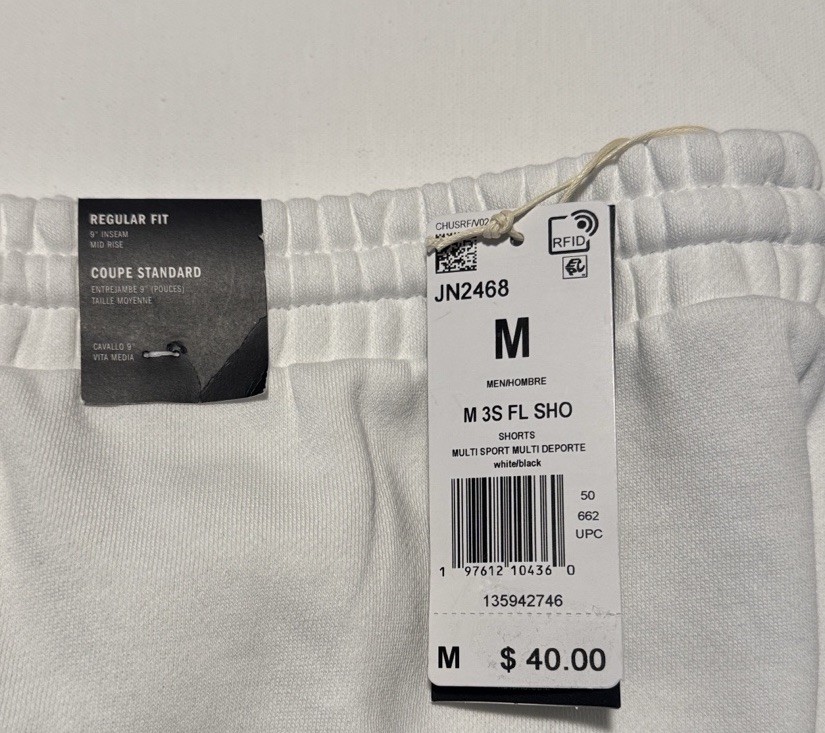 REGULAR FIT
9" INSEAM
MID RISE
COUPE STANDARD
ENTREJAMBE 9" (POUCES)
TAILLE MOYENNE
CAVALLO 9"
VITA MEDIA
CHUSRF/V02
RFID
JN2468
M
MEN/HOMBRE
M 3S FL SHO
SHORTS
MULTI SPORT MULTI DEPORTE
white/black
50
662
UPC
1 97612 10436 0
135942746
M $ 40.00